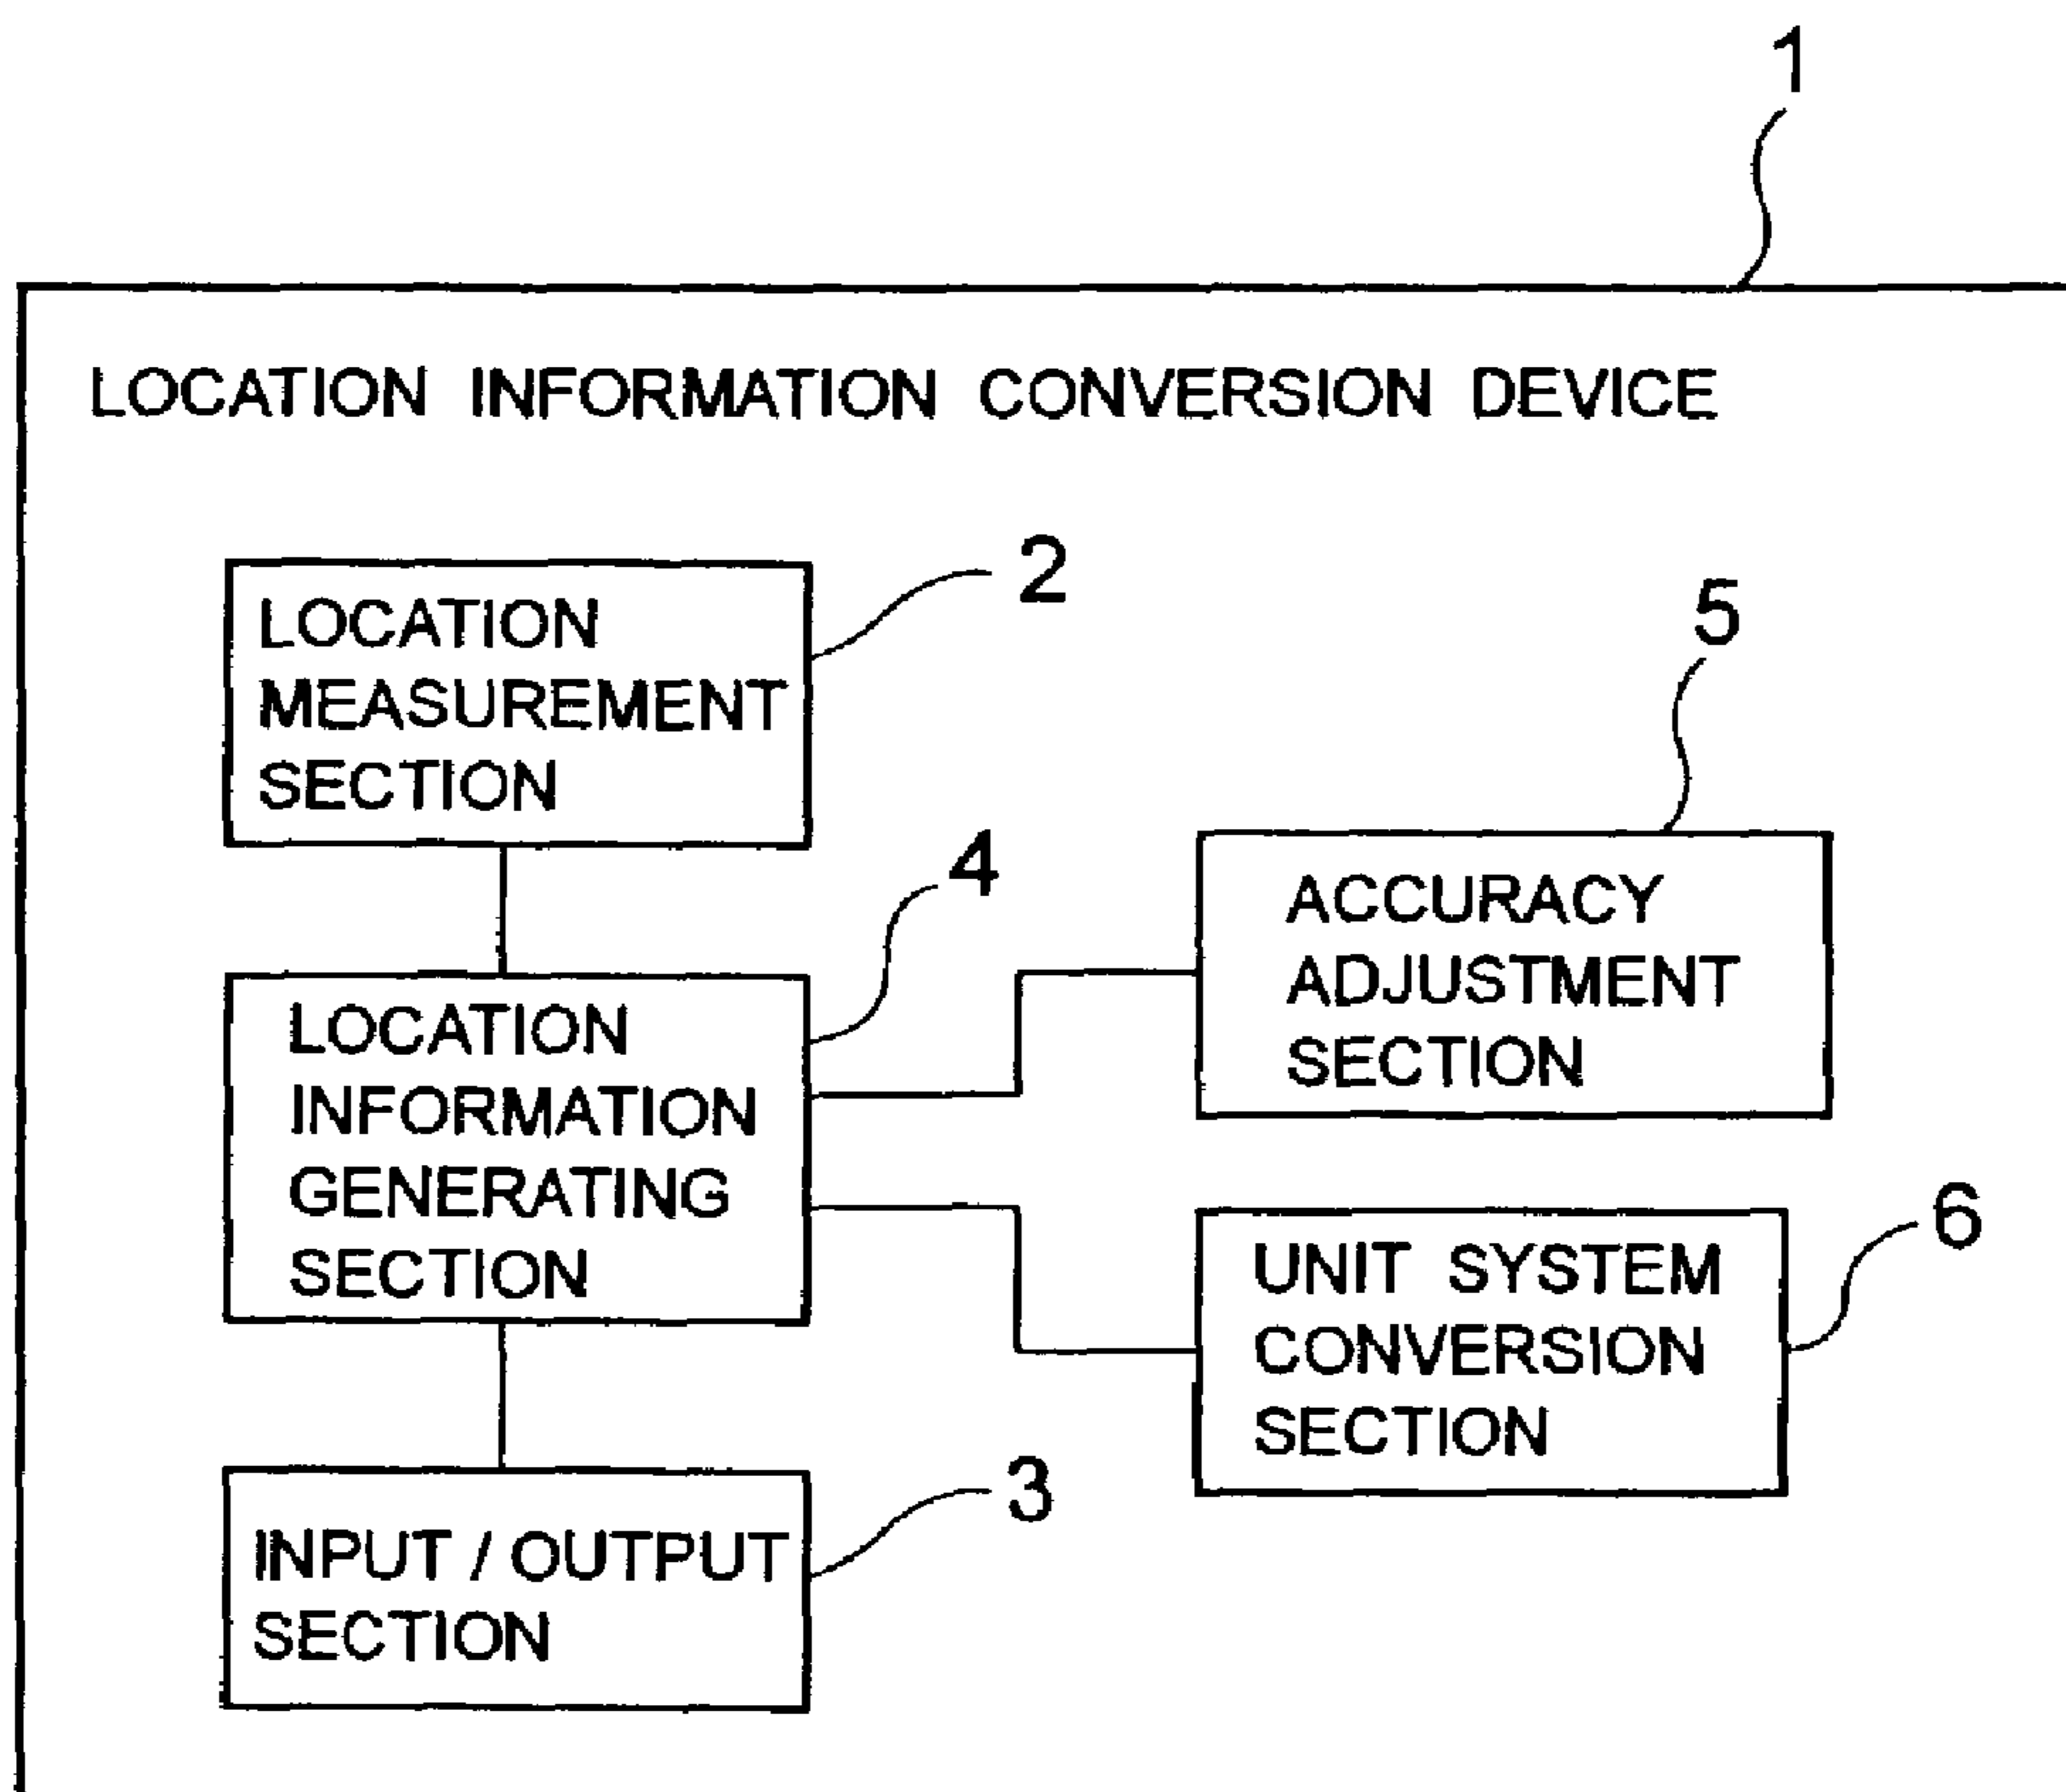 1
LOCATION INFORMATION CONVERSION DEVICE
2
LOCATION
MEASUREMENT
SECTION
4
LOCATION
INFORMATION
GENERATING
SECTION
5
ACCURACY
ADJUSTMENT
SECTION
6
UNIT SYSTEM
CONVERSION
SECTION
3
INPUT / OUTPUT
SECTION